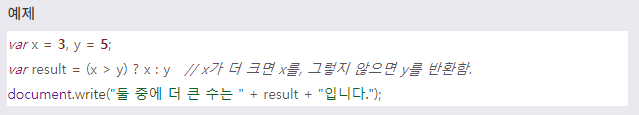 예제
var x = 3, y = 5;
var result = (x > y) ? x : y   // x가 더 크면 x를, 그렇지 않으면 y를 반환함.
document.write("둘 중에 더 큰 수는 " + result + "입니다.");